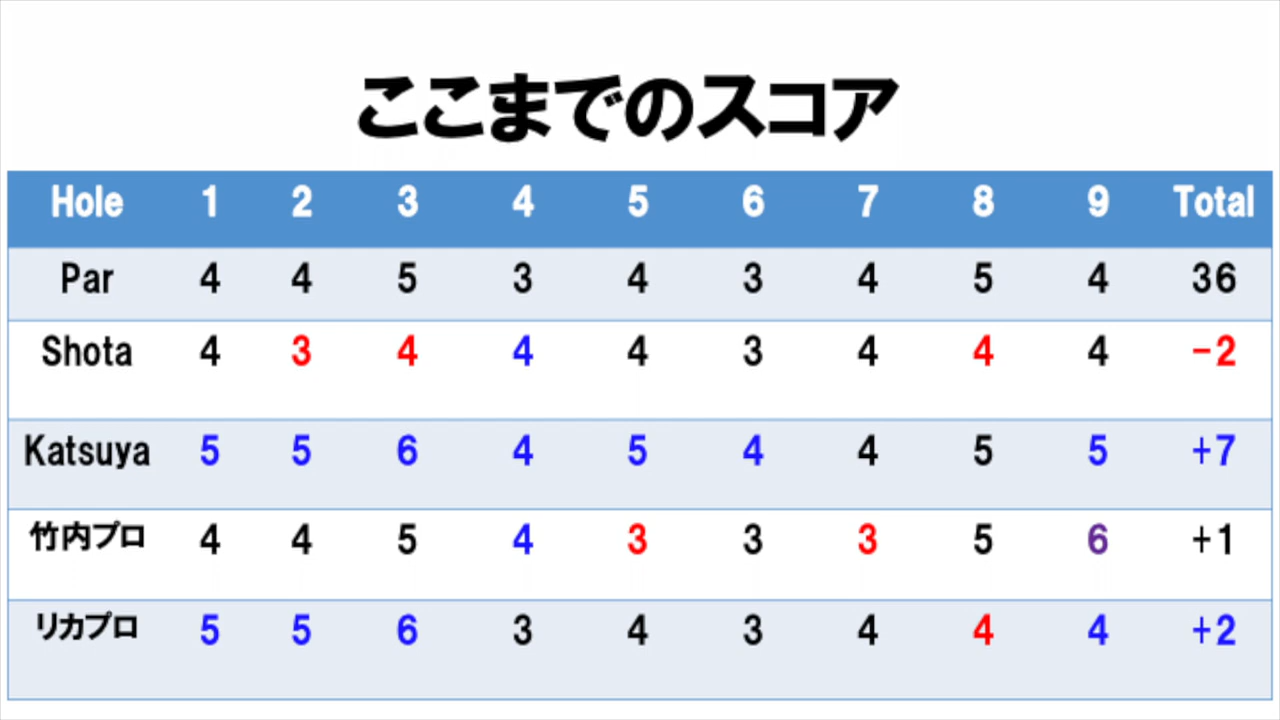 ここまでのスコア
Hole 1 2 3 4 5 6 7 8 9 Total
Par 4 4 5 3 4 3 4 5 4 36
Shota 4 3 4 4 4 3 4 4 4 -2
Katsuya 5 5 6 4 5 4 4 5 5 +7
竹内プロ 4 4 5 4 3 3 3 5 6 +1
リカプロ 5 5 6 3 4 3 4 4 4 +2